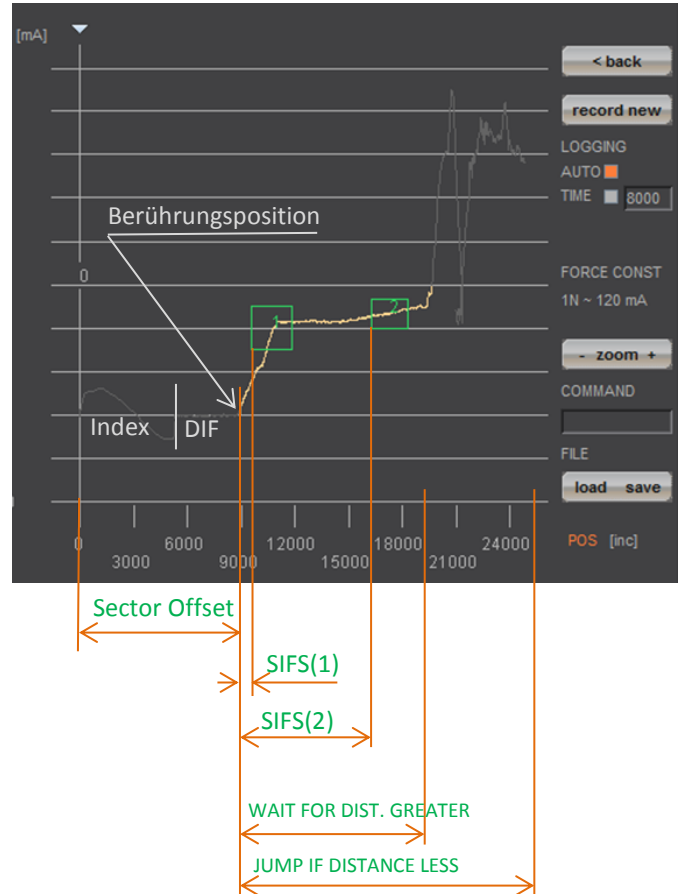 [mA]
< back
record new
LOGGING
AUTO
TIME 8000
Berührungsposition
0
FORCE CONST
1N ~ 120 mA
1
2
- zoom +
COMMAND
Index DIF
FILE
load save
0 6000 12000 18000 24000
3000 9000 15000 21000
POS [inc]
Sector Offset
SIFS(1)
SIFS(2)
WAIT FOR DIST. GREATER
JUMP IF DISTANCE LESS